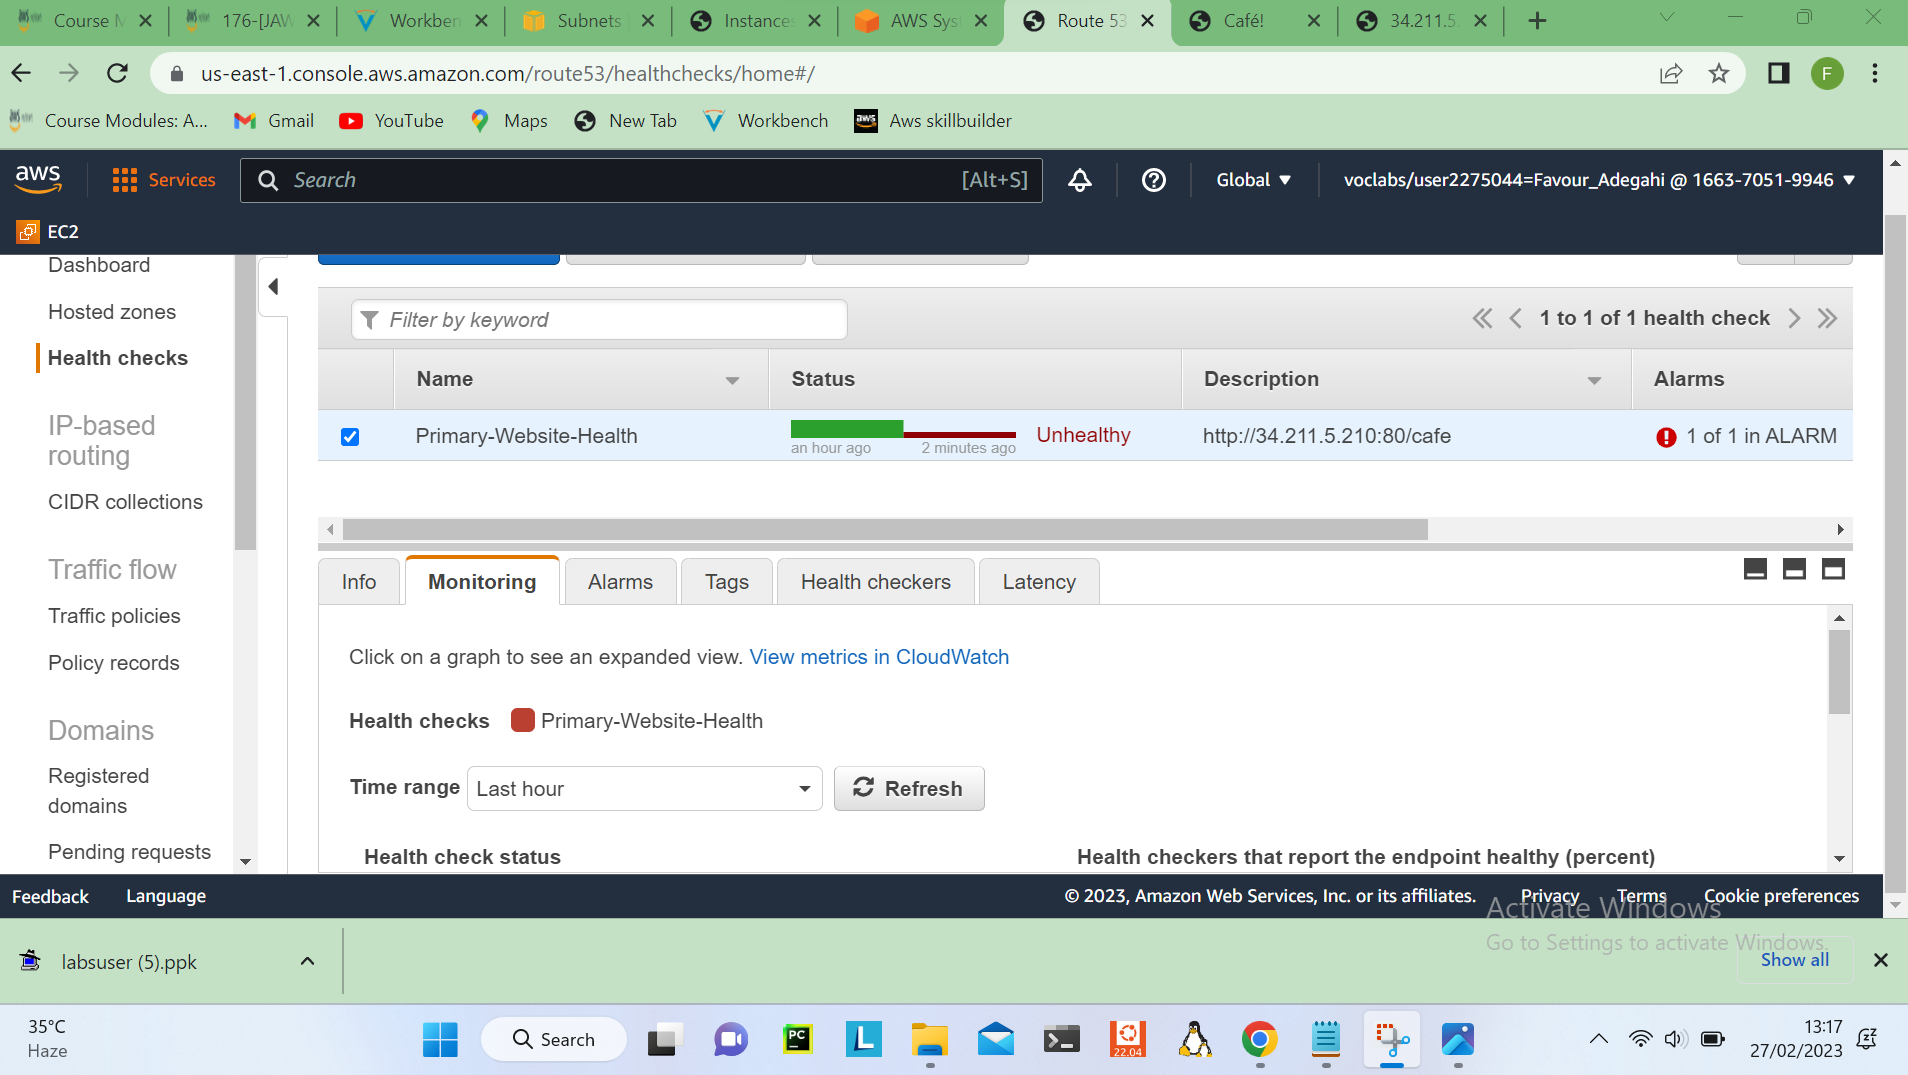 Course M
176-[JAW
Workben
Subnets
Instances
AWS Sys
Route 53
Café!
34.211.5.
us-east-1.console.aws.amazon.com/route53/healthchecks/home#/
F
Course Modules: A...
Gmail
YouTube
Maps
New Tab
Workbench
aws
Aws skillbuilder
aws
Services
Search
[Alt+S]
Global
voclabs/user2275044=Favour_Adegahi @ 1663-7051-9946
EC2
Dashboard
Hosted zones
Health checks
IP-based
routing
CIDR collections
Traffic flow
Traffic policies
Policy records
Domains
Registered
domains
Pending requests
Filter by keyword
1 to 1 of 1 health check
Name
Status
Description
Alarms
Primary-Website-Health
an hour ago
2 minutes ago
Unhealthy
http://34.211.5.210:80/cafe
1 of 1 in ALARM
Info
Monitoring
Alarms
Tags
Health checkers
Latency
Click on a graph to see an expanded view. View metrics in CloudWatch
Health checks
Primary-Website-Health
Time range
Last hour
Refresh
Health check status
Health checkers that report the endpoint healthy (percent)
Feedback
Language
© 2023, Amazon Web Services, Inc. or its affiliates.
Privacy
Terms
Cookie preferences
Activate Windows
Go to Settings to activate Windows.
labsuser (5).ppk
Show all
35°C
Haze
Search
PC
L
22.04
13:17
27/02/2023